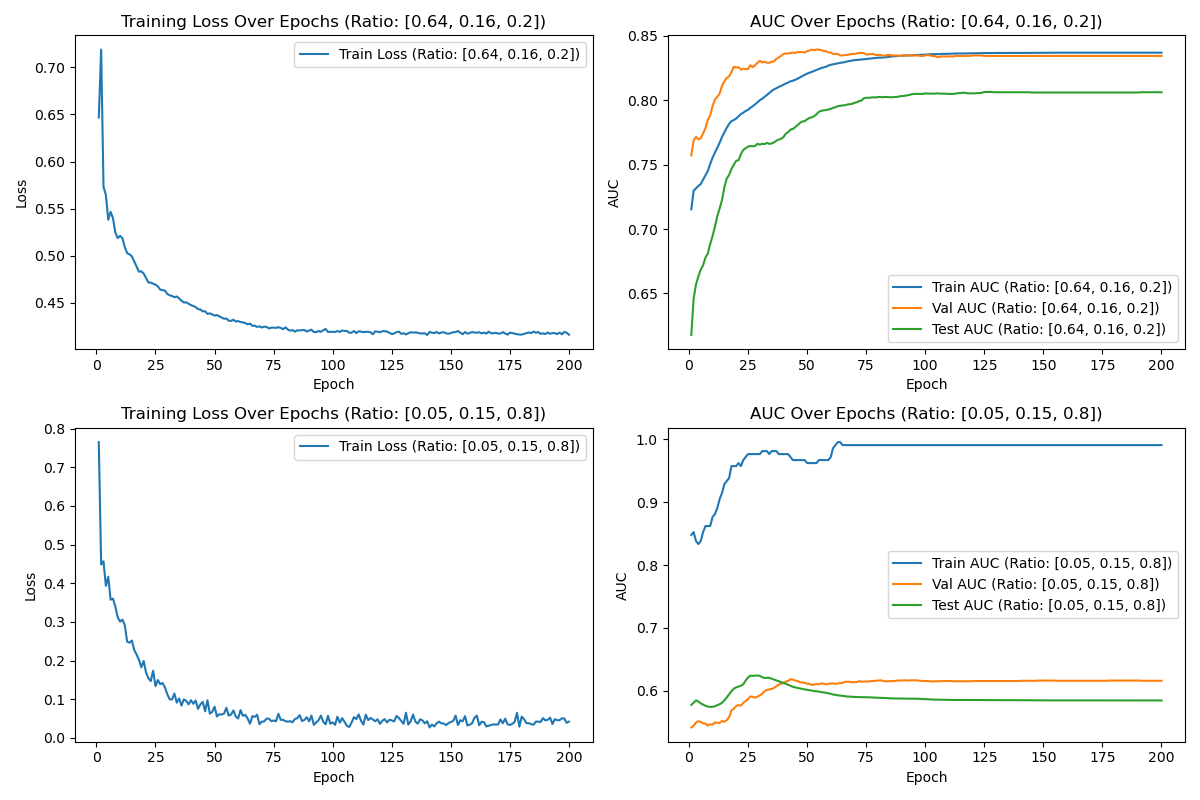 Training Loss Over Epochs (Ratio: [0.64, 0.16, 0.2])
Train Loss (Ratio: [0.64, 0.16, 0.2])
0.70
0.65
0.60
0.55
0.50
0.45
Loss
0 25 50 75 100 125 150 175 200
Epoch
AUC Over Epochs (Ratio: [0.64, 0.16, 0.2])
0.85
0.80
0.75
0.70
0.65
AUC
Train AUC (Ratio: [0.64, 0.16, 0.2])
Val AUC (Ratio: [0.64, 0.16, 0.2])
Test AUC (Ratio: [0.64, 0.16, 0.2])
0 25 50 75 100 125 150 175 200
Epoch
Training Loss Over Epochs (Ratio: [0.05, 0.15, 0.8])
Train Loss (Ratio: [0.05, 0.15, 0.8])
0.8
0.7
0.6
0.5
0.4
0.3
0.2
0.1
0.0
Loss
0 25 50 75 100 125 150 175 200
Epoch
AUC Over Epochs (Ratio: [0.05, 0.15, 0.8])
1.0
0.9
0.8
0.7
0.6
AUC
Train AUC (Ratio: [0.05, 0.15, 0.8])
Val AUC (Ratio: [0.05, 0.15, 0.8])
Test AUC (Ratio: [0.05, 0.15, 0.8])
0 25 50 75 100 125 150 175 200
Epoch